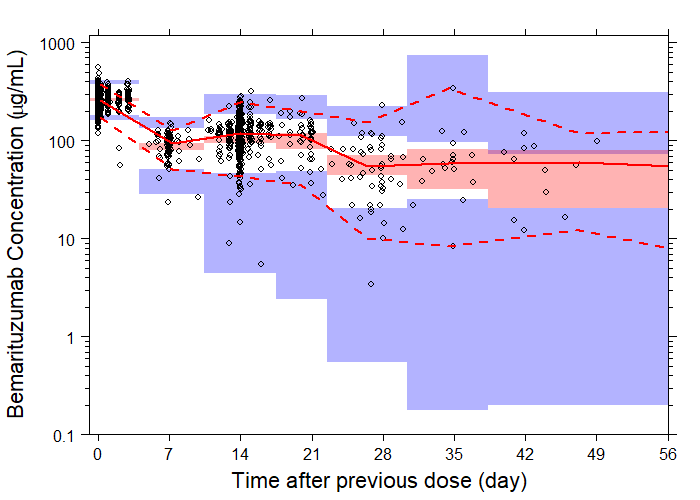 1000
100
10
1
0.1
Bemarituzumab Concentration (μg/mL)
0 7 14 21 28 35 42 49 56
Time after previous dose (day)